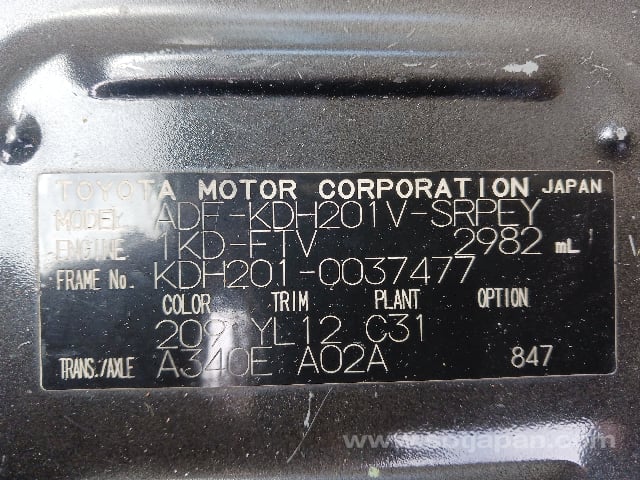 TOYOTA MOTOR CORPORATION JAPAN
MODEL ADF-KDH201V-SRPEY
ENGINE 1KD-FTV 2982 mL
FRAME No. KDH201-0037477
COLOR TRIM PLANT OPTION
209 YL12 C31
TRANS./AXLE A340E A02A 847